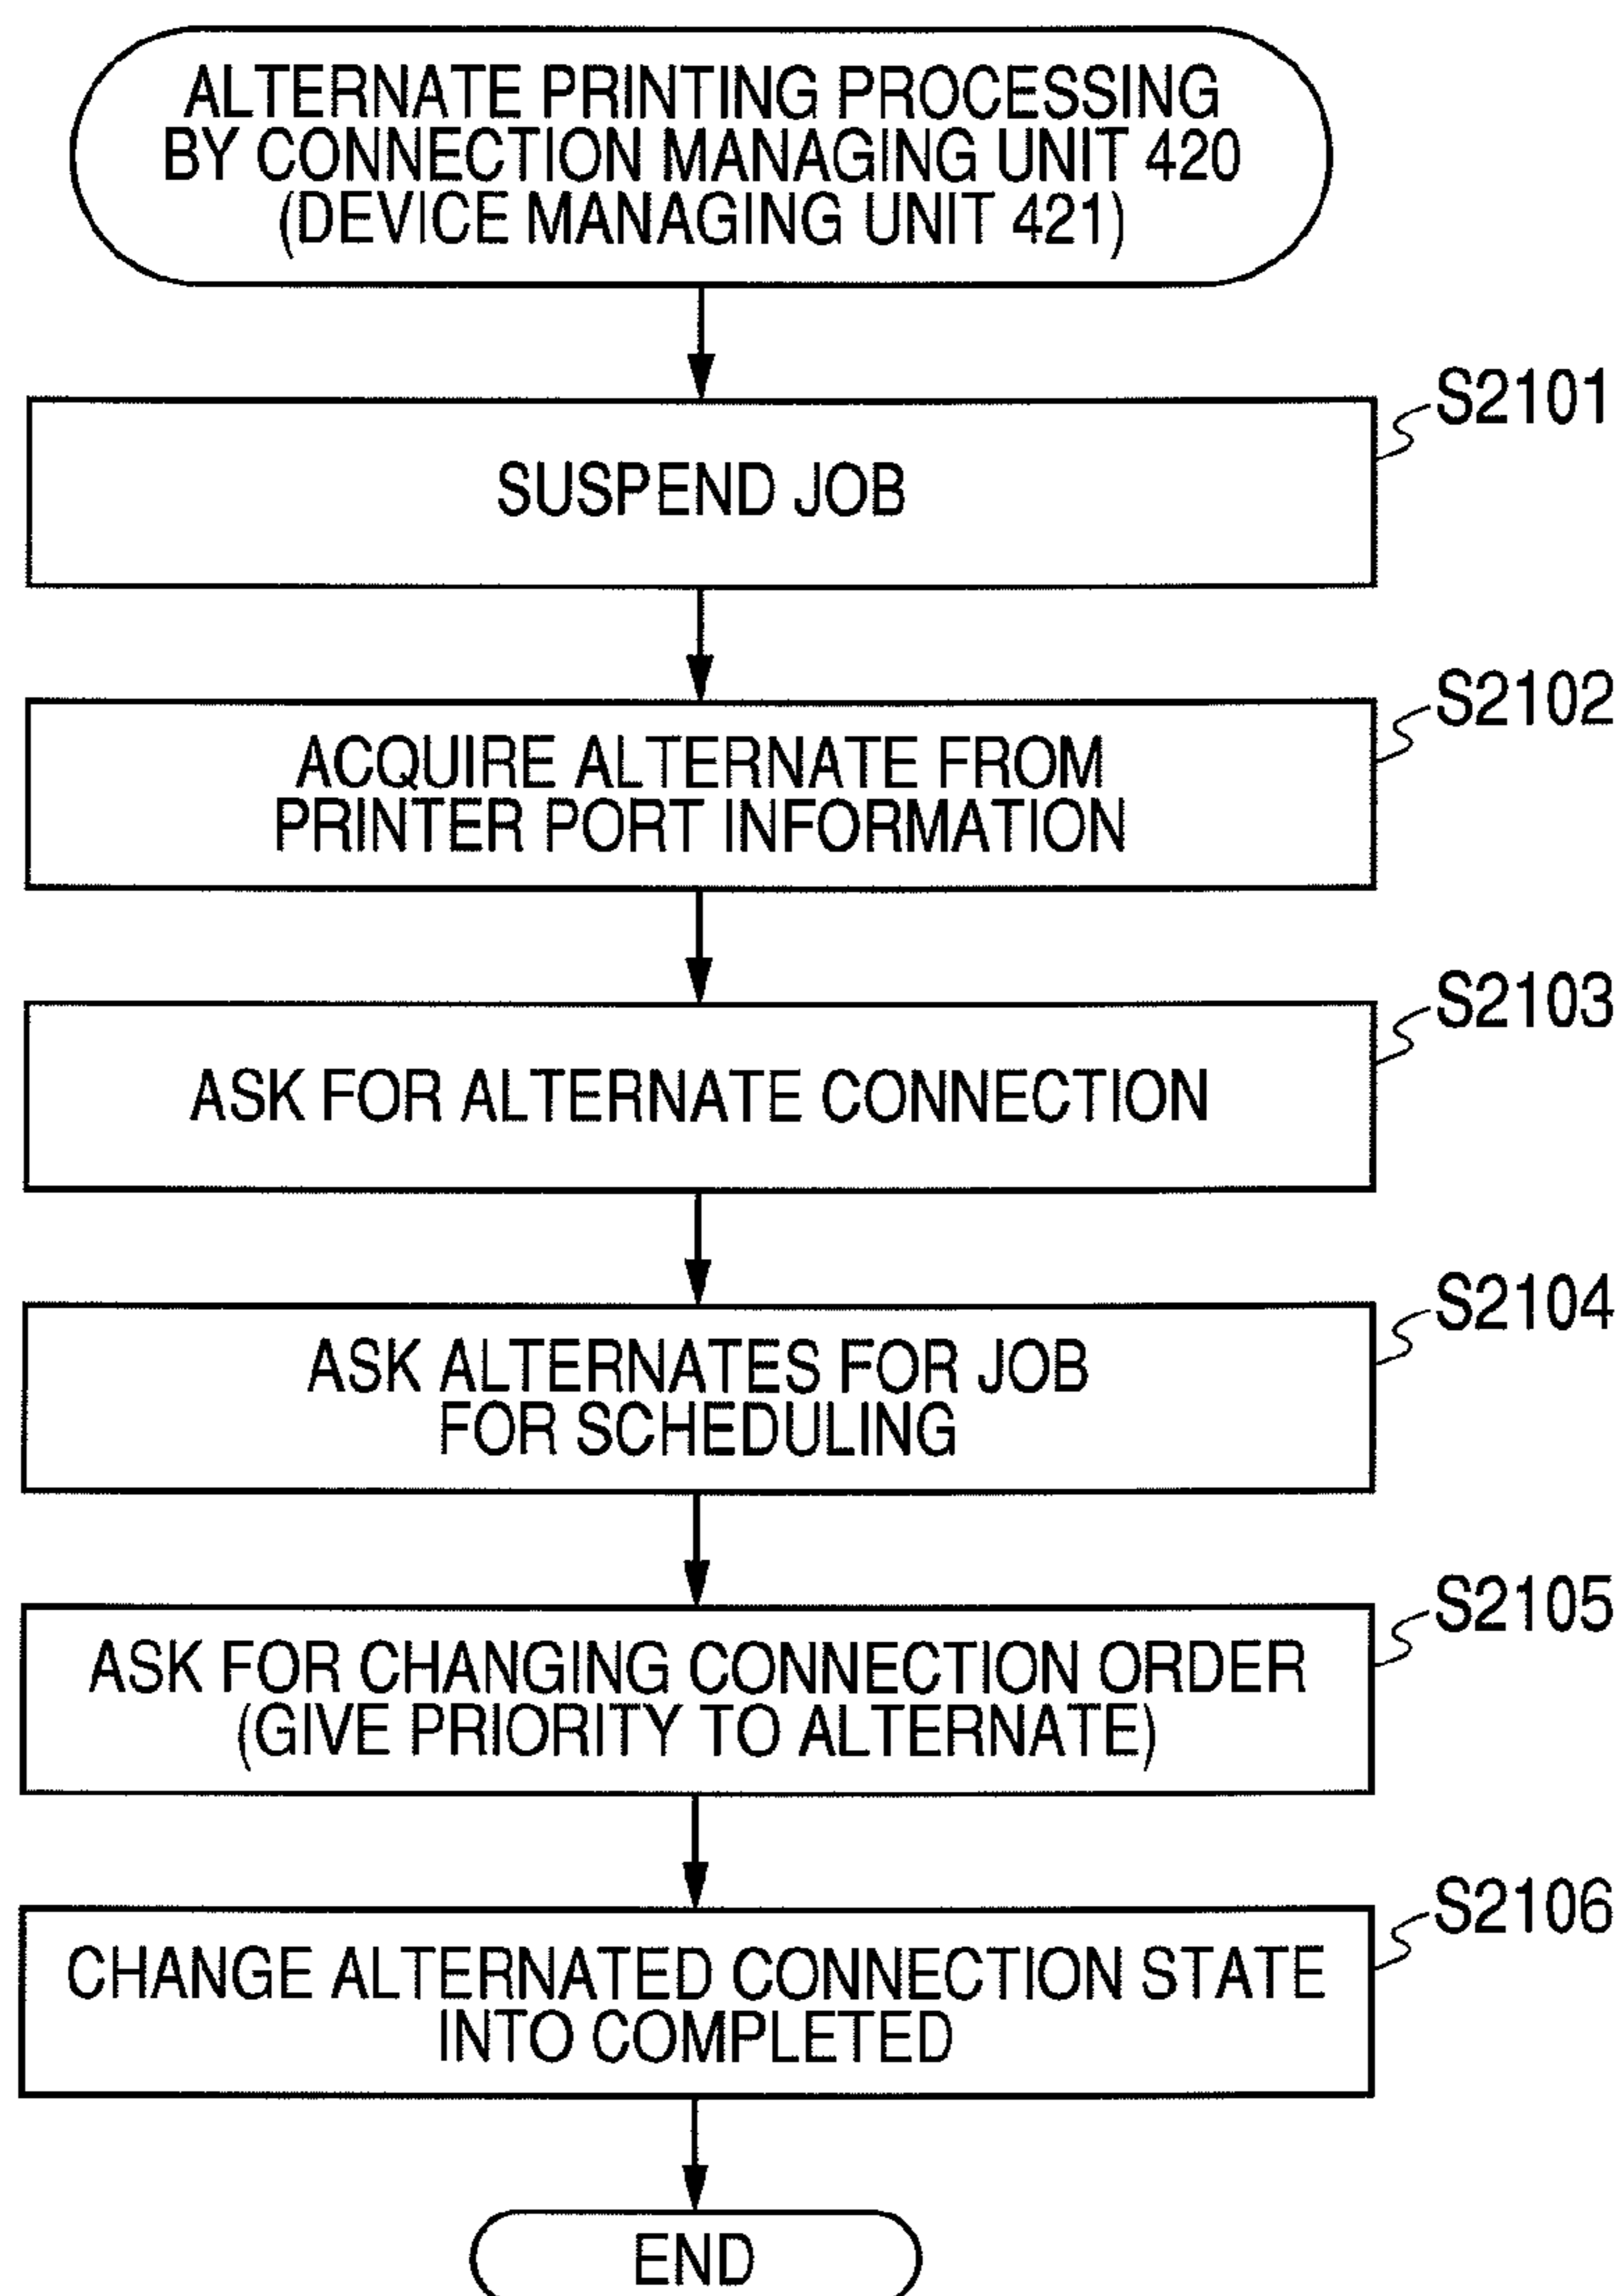 ALTERNATE PRINTING PROCESSING
BY CONNECTION MANAGING UNIT 420
(DEVICE MANAGING UNIT 421)
S2101
SUSPEND JOB
S2102
ACQUIRE ALTERNATE FROM
PRINTER PORT INFORMATION
S2103
ASK FOR ALTERNATE CONNECTION
S2104
ASK ALTERNATES FOR JOB
FOR SCHEDULING
S2105
ASK FOR CHANGING CONNECTION ORDER
(GIVE PRIORITY TO ALTERNATE)
S2106
CHANGE ALTERNATED CONNECTION STATE
INTO COMPLETED
END